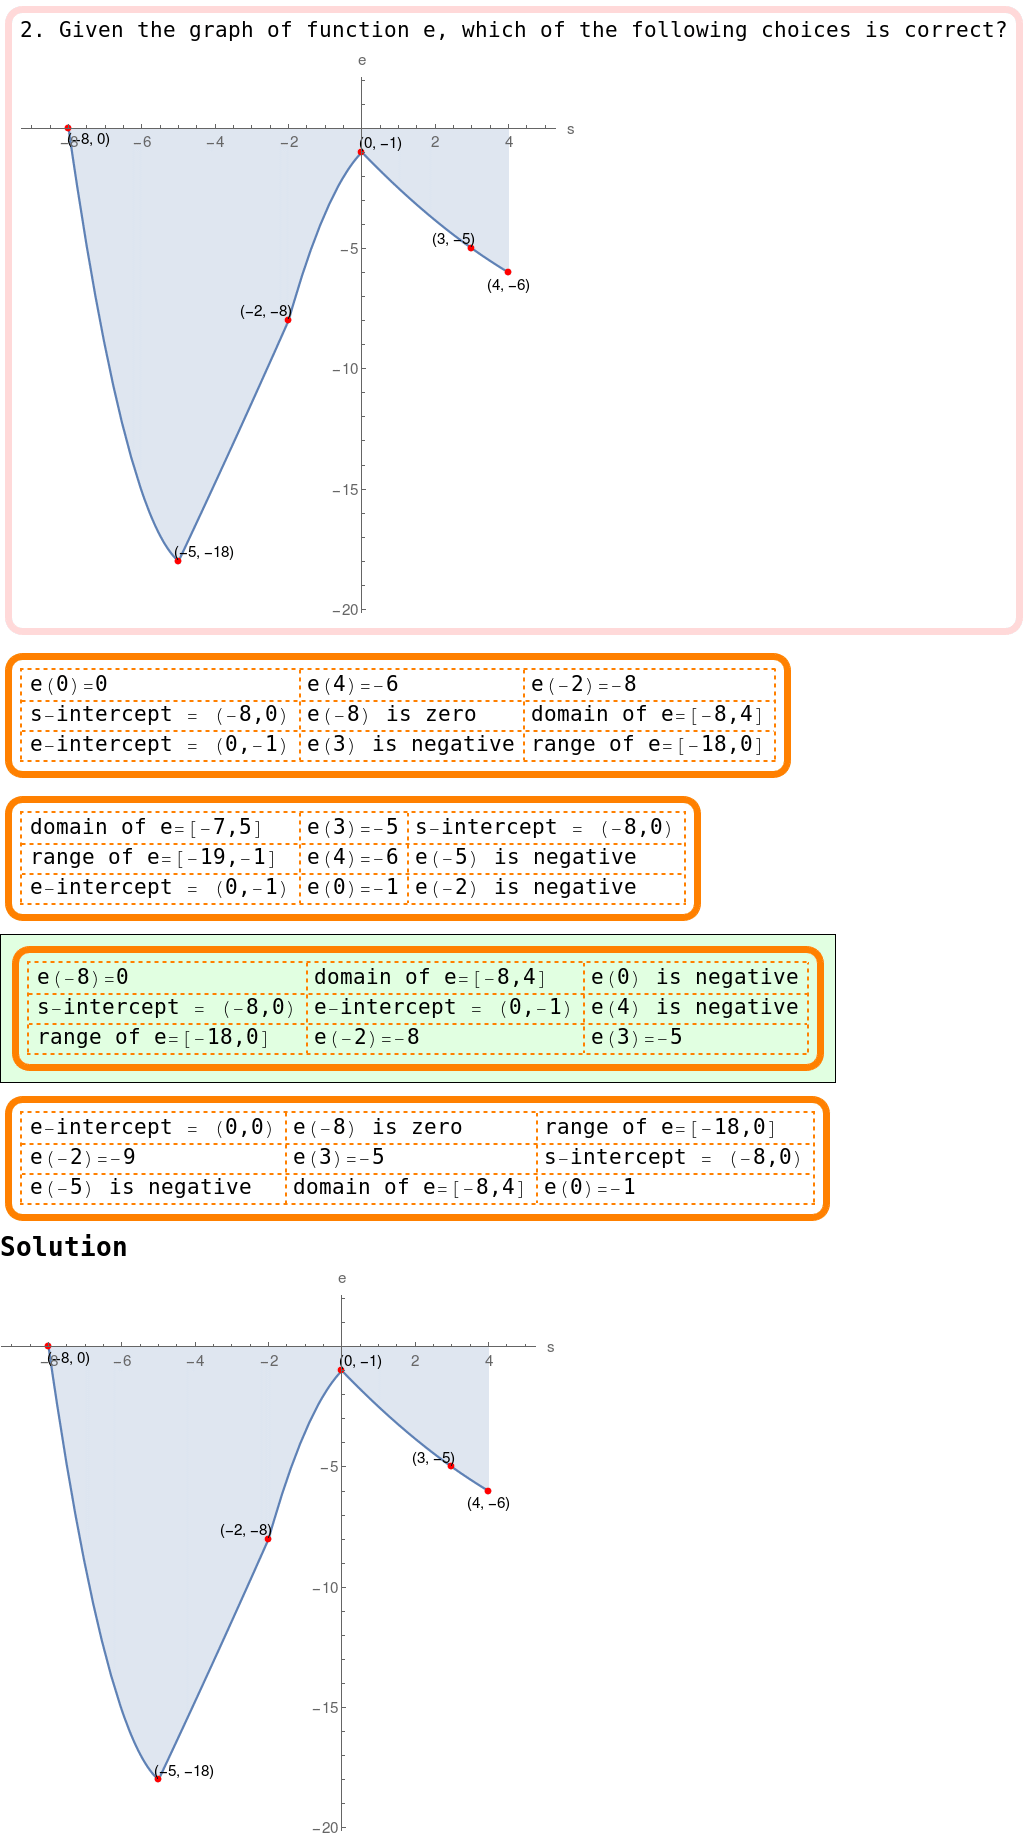 2. Given the graph of function e, which of the following choices is correct?
e
s
(−8, 0)
−8 −6 −4 −2 2 4
(0, −1)
(3, −5)
−5
(4, −6)
(−2, −8)
−10
−15
(−5, −18)
−20
e(0)=0 e(4)=-6 e(-2)=-8
s-intercept = (-8,0) e(-8) is zero domain of e=[-8,4]
e-intercept = (0,-1) e(3) is negative range of e=[-18,0]
domain of e=[-7,5] e(3)=-5 s-intercept = (-8,0)
range of e=[-19,-1] e(4)=-6 e(-5) is negative
e-intercept = (0,-1) e(0)=-1 e(-2) is negative
e(-8)=0 domain of e=[-8,4] e(0) is negative
s-intercept = (-8,0) e-intercept = (0,-1) e(4) is negative
range of e=[-18,0] e(-2)=-8 e(3)=-5
e-intercept = (0,0) e(-8) is zero range of e=[-18,0]
e(-2)=-9 e(3)=-5 s-intercept = (-8,0)
e(-5) is negative domain of e=[-8,4] e(0)=-1
Solution
e
s
(−8, 0)
−8 −6 −4 −2 2 4
(0, −1)
(3, −5)
−5
(4, −6)
(−2, −8)
−10
−15
(−5, −18)
−20